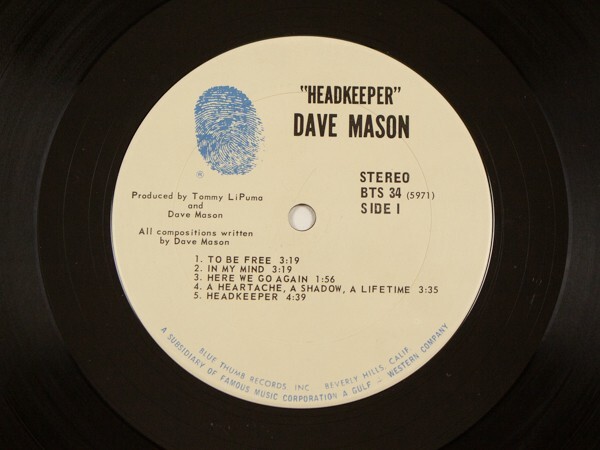 "HEADKEEPER"
DAVE MASON
STEREO
BTS 34 (5971)
SIDE I
Produced by Tommy LiPuma
and
Dave Mason
All compositions written
by Dave Mason
1. TO BE FREE 3:19
2. IN MY MIND 3:19
3. HERE WE GO AGAIN 1:56
4. A HEARTACHE, A SHADOW, A LIFETIME 3:35
5. HEADKEEPER 4:39
BLUE THUMB RECORDS INC. BEVERLY HILLS, CALIF.
A SUBSIDIARY OF FAMOUS MUSIC CORPORATION A GULF + WESTERN COMPANY